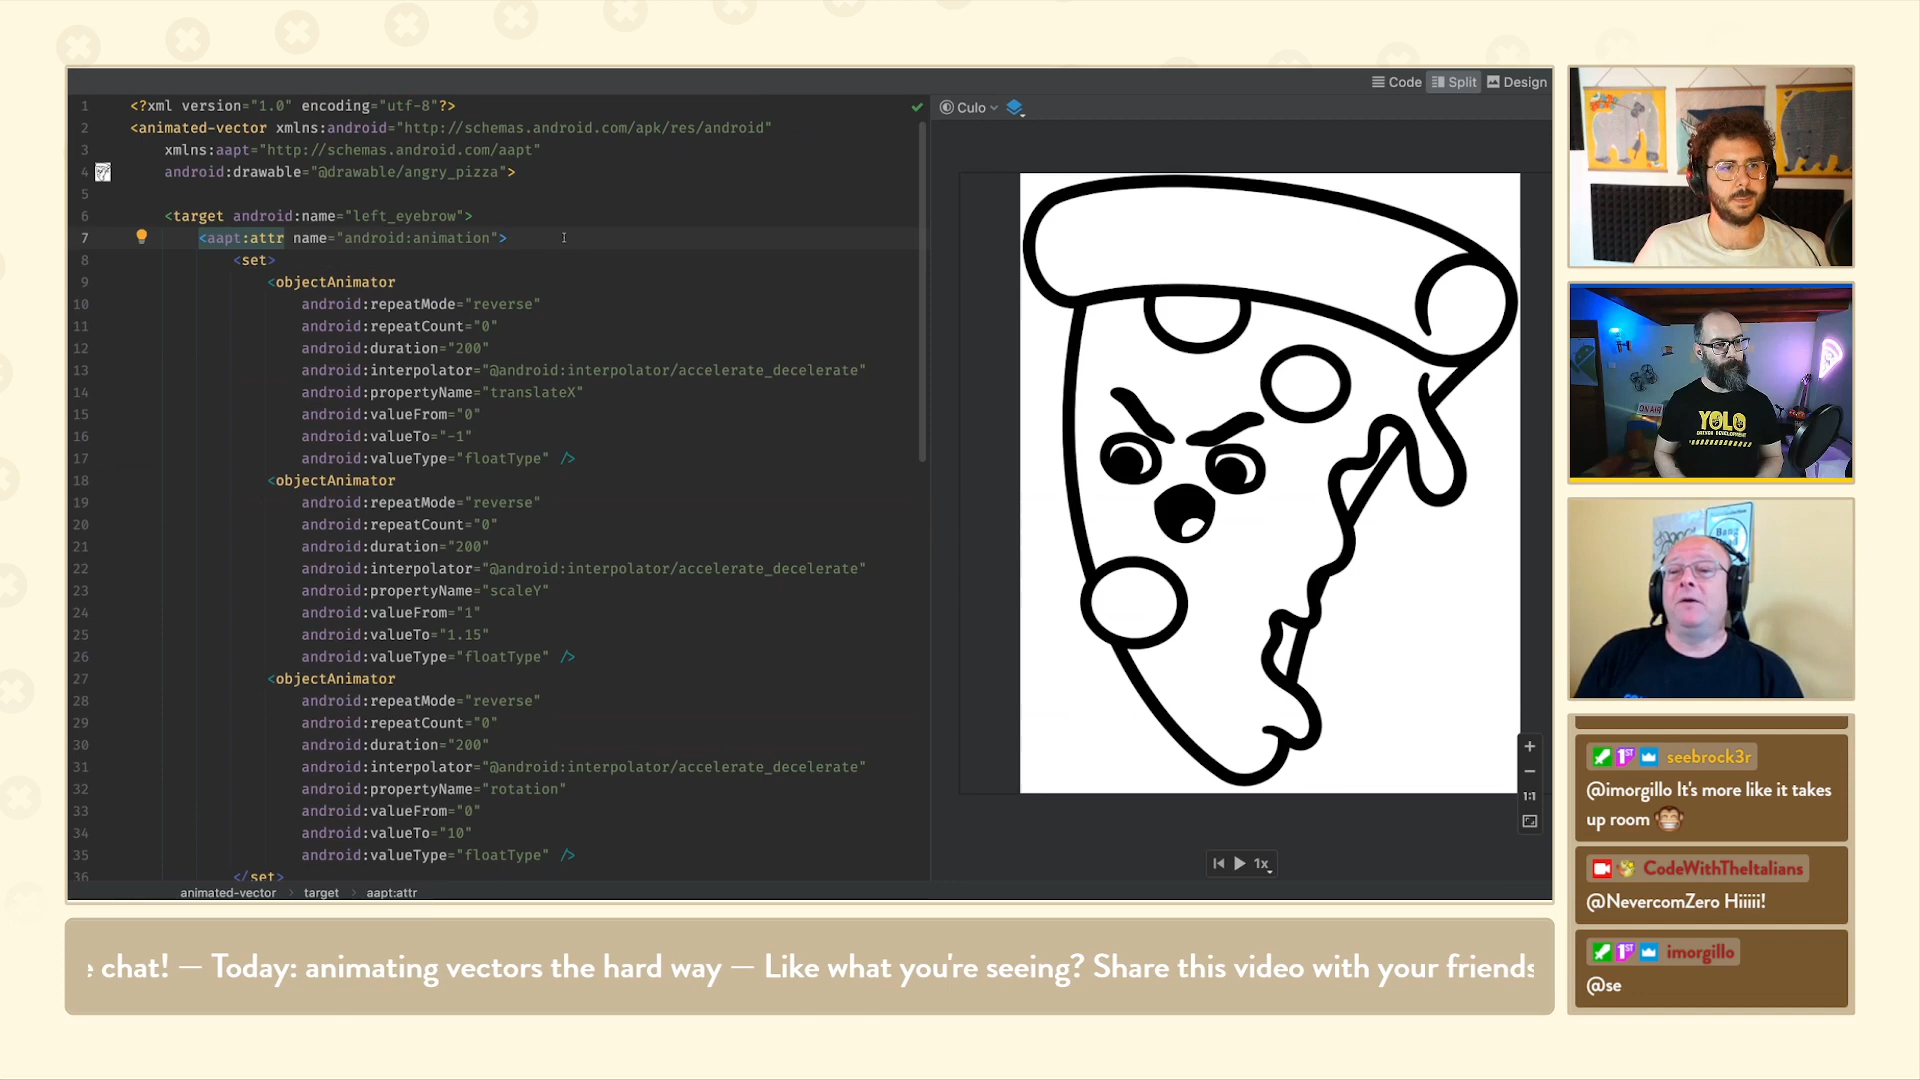 Code Split Design
1 <?xml version="1.0" encoding="utf-8"?>
2 <animated-vector xmlns:android="http://schemas.android.com/apk/res/android"
3 xmlns:aapt="http://schemas.android.com/aapt"
4 android:drawable="@drawable/angry_pizza">
5
6 <target android:name="left_eyebrow">
7 <aapt:attr name="android:animation">
8 <set>
9 <objectAnimator
10 android:repeatMode="reverse"
11 android:repeatCount="0"
12 android:duration="200"
13 android:interpolator="@android:interpolator/accelerate_decelerate"
14 android:propertyName="translateX"
15 android:valueFrom="0"
16 android:valueTo="-1"
17 android:valueType="floatType" />
18 <objectAnimator
19 android:repeatMode="reverse"
20 android:repeatCount="0"
21 android:duration="200"
22 android:interpolator="@android:interpolator/accelerate_decelerate"
23 android:propertyName="scaleY"
24 android:valueFrom="1"
25 android:valueTo="1.15"
26 android:valueType="floatType" />
27 <objectAnimator
28 android:repeatMode="reverse"
29 android:repeatCount="0"
30 android:duration="200"
31 android:interpolator="@android:interpolator/accelerate_decelerate"
32 android:propertyName="rotation"
33 android:valueFrom="0"
34 android:valueTo="10"
35 android:valueType="floatType" />
36 </set>
animated-vector > target > aapt:attr
Culo
1:1
1x
ON AIR
YOLO
DRIVEN DEVELOPMENT
Bang
seebrock3r
@imorgillo It's more like it takes
up room
CodeWithTheItalians
@NevercomZero Hiiiii!
imorgillo
@se
e chat! — Today: animating vectors the hard way — Like what you're seeing? Share this video with your friends